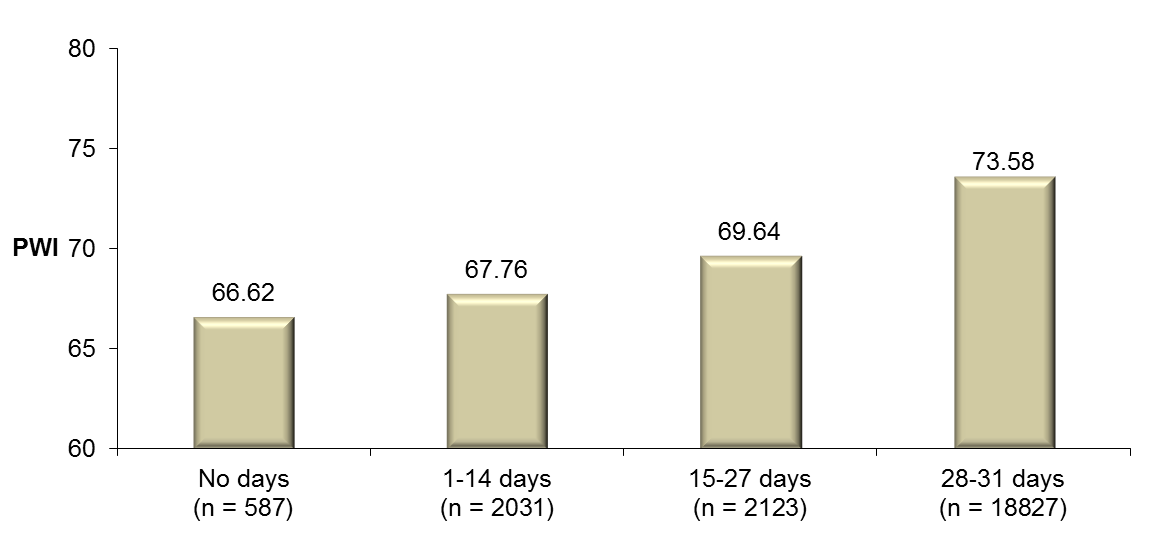 80
75
PWI 70
65
60
66.62
67.76
69.64
73.58
No days
(n = 587)
1-14 days
(n = 2031)
15-27 days
(n = 2123)
28-31 days
(n = 18827)